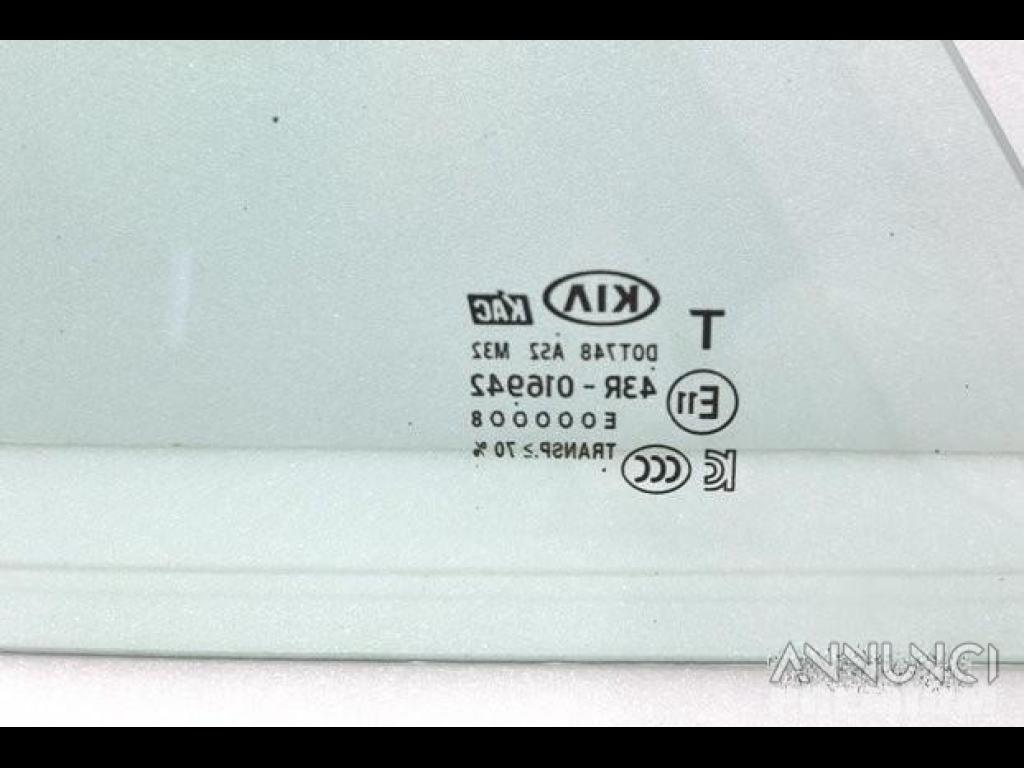 KIA KAC
T
DOT748 AS2 M32
E11 43R - 016942
E000008
TRANSP.≥70%
CCC
ANNUNCI